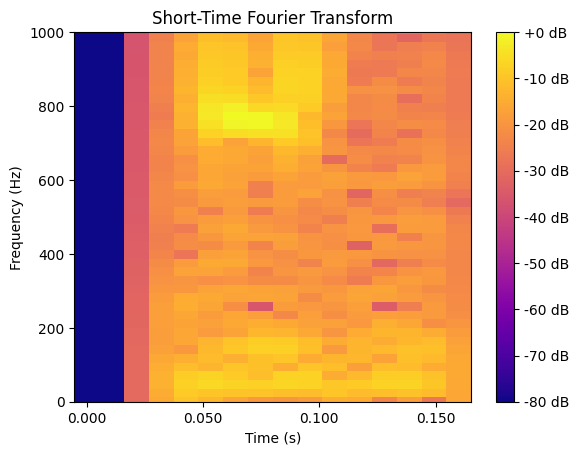 Short-Time Fourier Transform
1000
800
600
400
200
0
Frequency (Hz)
0.000
0.050
0.100
0.150
Time (s)
+0 dB
-10 dB
-20 dB
-30 dB
-40 dB
-50 dB
-60 dB
-70 dB
-80 dB